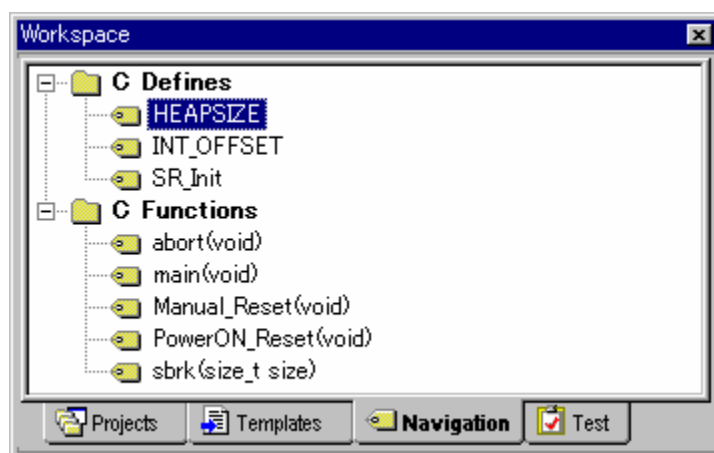 Workspace
C Defines
HEAPSIZE
INT_OFFSET
SR_Init
C Functions
abort(void)
main(void)
Manual_Reset(void)
PowerON_Reset(void)
sbrk(size_t size)
Projects Templates Navigation Test